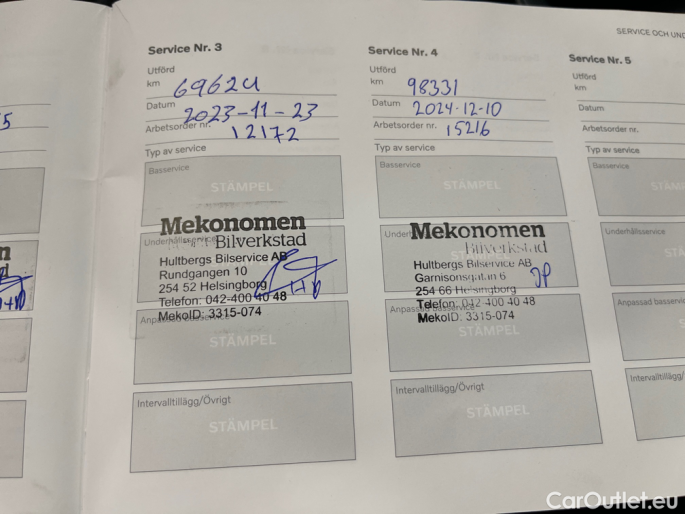 SERVICE OCH UND
Service Nr. 3
Utförd
km 69624
Datum 2023-11-23
Arbetsorder nr. 12172
Typ av service
Basservice
STÄMPEL
Underhållsservice
Mekonomen
Bilverkstad
Hultbergs Bilservice AB
Rundgangen 10
254 52 Helsingborg
Telefon: 042-400 40 48
MekoID: 3315-074
Anpassad basservice
STÄMPEL
Intervalltillägg/Övrigt
STÄMPEL
Service Nr. 4
Utförd
km 98331
Datum 2024-12-10
Arbetsorder nr. 15216
Typ av service
Basservice
STÄMPEL
Mekonomen
Bilverkstad
Hultbergs Bilservice AB
Garnisonsgatan 6
254 66 Helsingborg
Telefon: 042-400 40 48
MekoID: 3315-074
STÄMPEL
Intervalltillägg/Övrigt
STÄMPEL
Service Nr. 5
Utförd
km
Datum
Arbetsorder nr.
Typ av service
Basservice
Underhållsservice
Anpassad basservice
Intervalltillägg
CarOutlet.eu